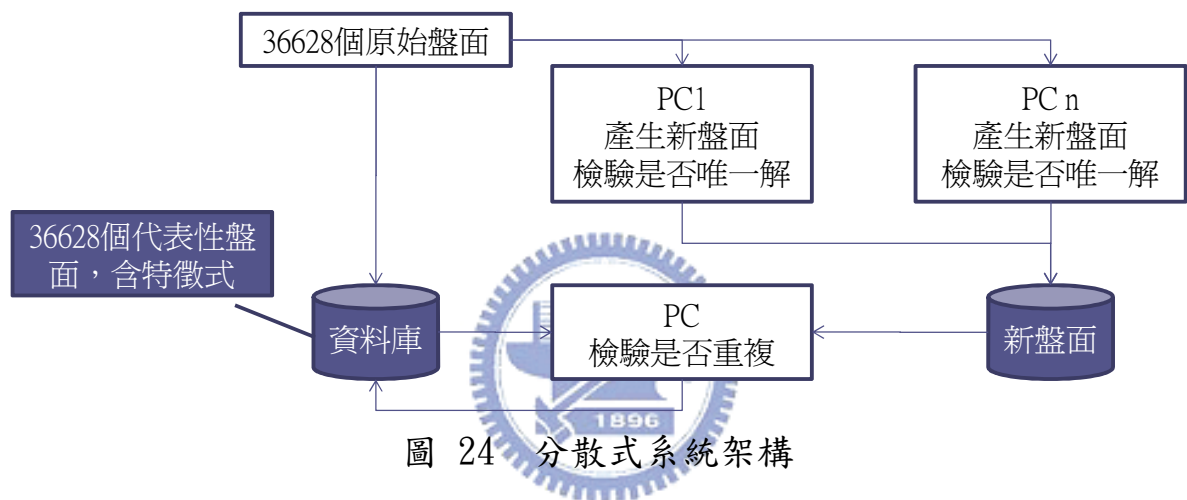 36628個原始盤面
PC1
產生新盤面
檢驗是否唯一解
PC n
產生新盤面
檢驗是否唯一解
36628個代表性盤
面，含特徵式
資料庫
PC
檢驗是否重複
新盤面
1896
圖 24 分散式系統架構